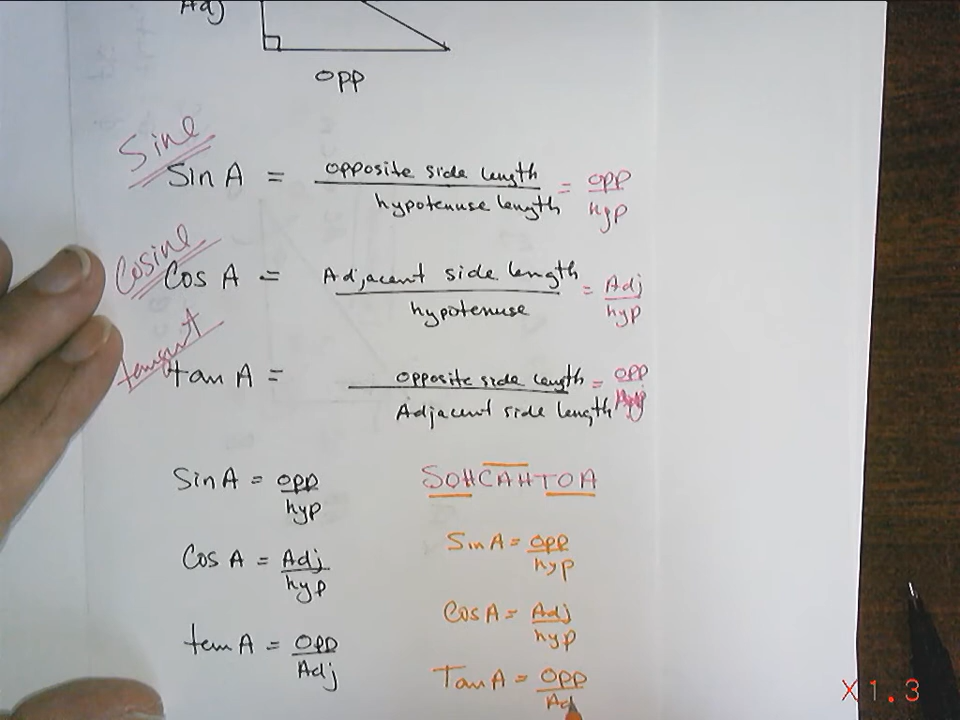 Adj
opp
Sine
Sin A = opposite side length / hypotenuse length = opp / hyp
Cosine
Cos A = Adjacent side length / hypotenuse = Adj / hyp
tangent
tan A = opposite side length / Adjacent side length = opp /
Sin A = opp / hyp
SOHCAHTOA
Cos A = Adj / hyp
tan A = opp / Adj
Sin A = opp / hyp
Cos A = Adj / hyp
Tan A = opp / Ad
X1.3